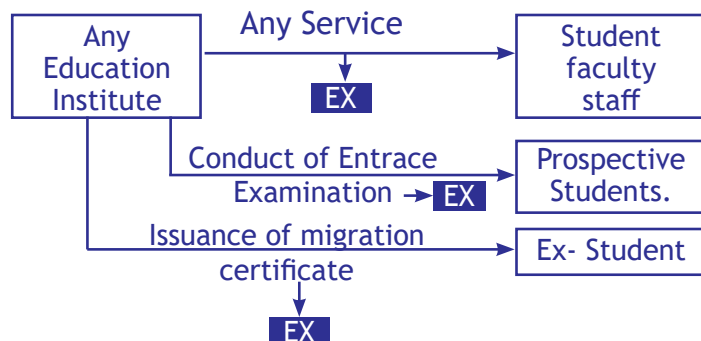 Any
Education
Institute
Any Service
EX
Student
faculty
staff
Conduct of Entrace
Examination
EX
Prospective
Students.
Issuance of migration
certificate
EX
Ex- Student